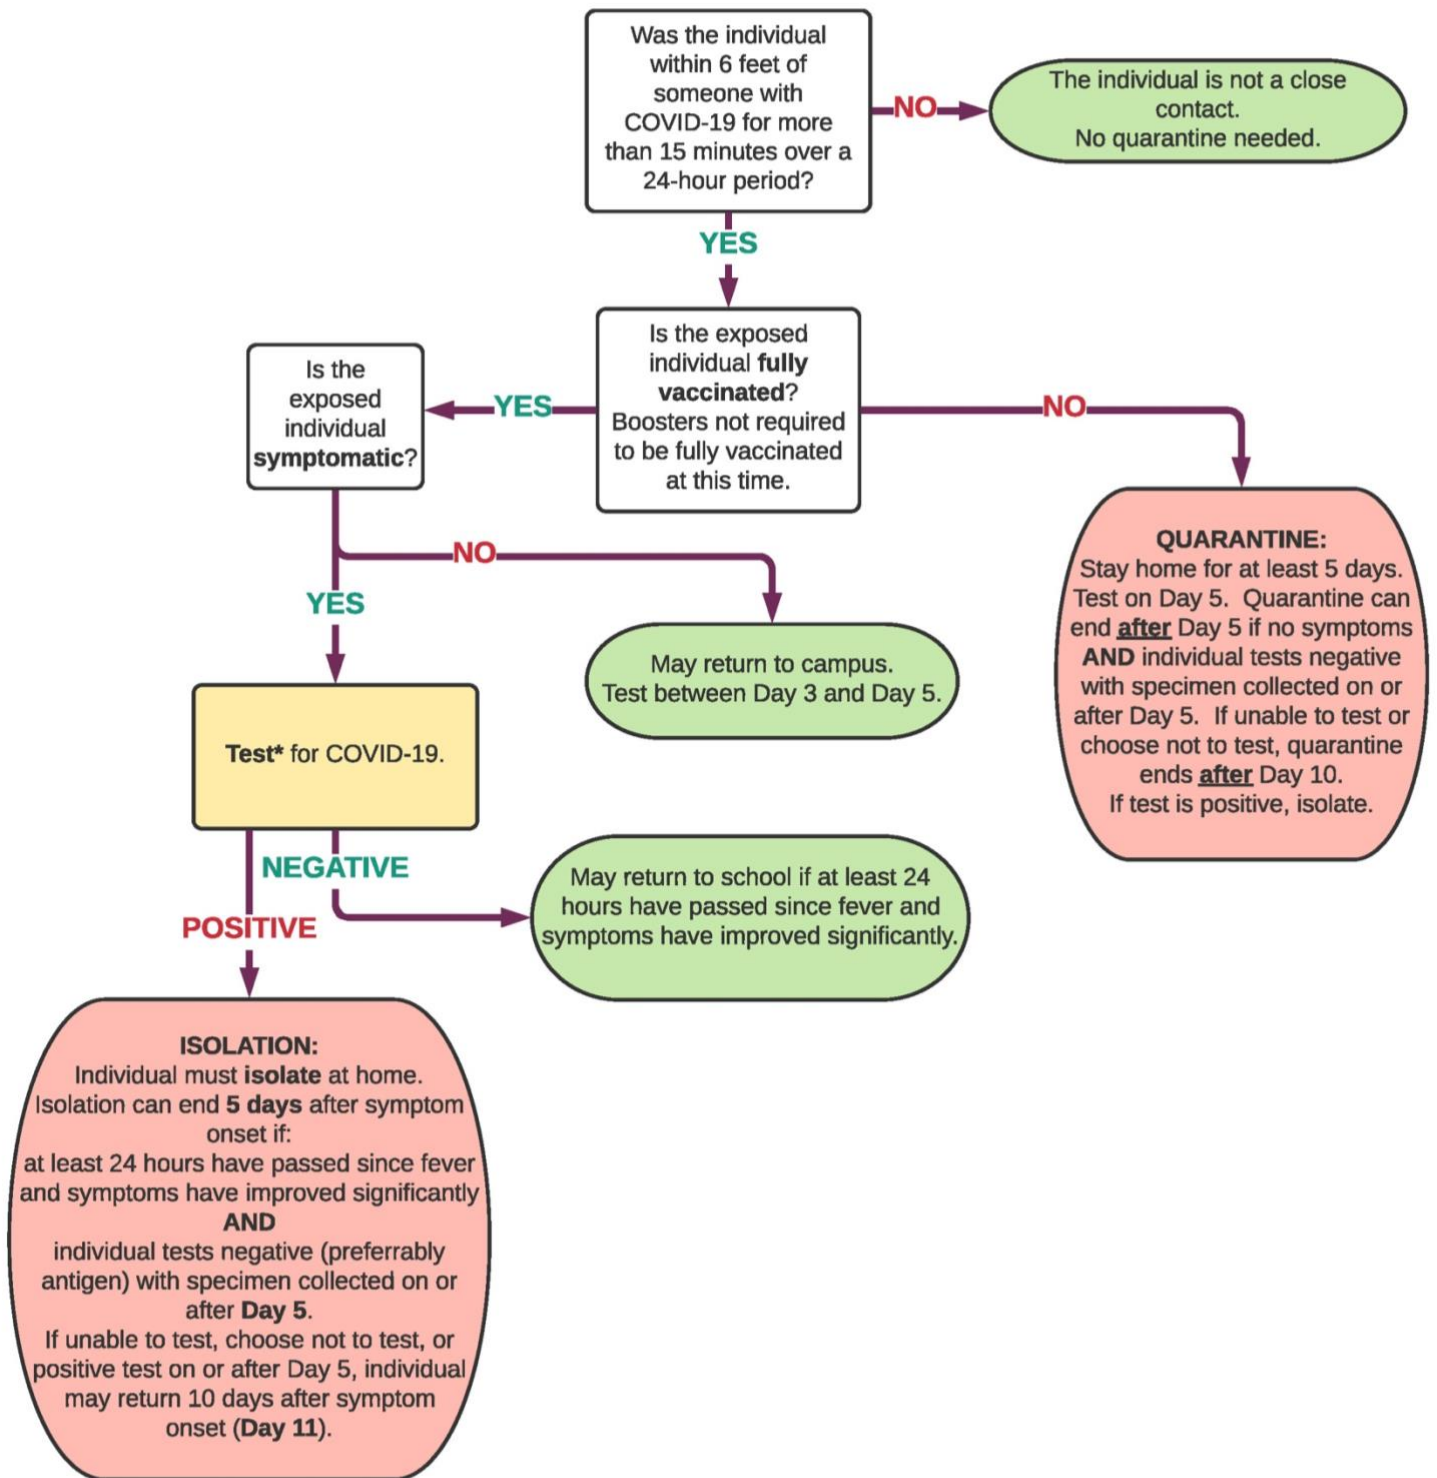 Was the individual
within 6 feet of
someone with
COVID-19 for more
than 15 minutes over a
24-hour period?
NO
The individual is not a close
contact.
No quarantine needed.
YES
Is the exposed
individual fully
vaccinated?
Boosters not required
to be fully vaccinated
at this time.
YES
NO
Is the
exposed
individual
symptomatic?
NO
YES
May return to campus.
Test between Day 3 and Day 5.
QUARANTINE:
Stay home for at least 5 days.
Test on Day 5. Quarantine can
end after Day 5 if no symptoms
AND individual tests negative
with specimen collected on or
after Day 5. If unable to test or
choose not to test, quarantine
ends after Day 10.
If test is positive, isolate.
Test* for COVID-19.
NEGATIVE
POSITIVE
May return to school if at least 24
hours have passed since fever and
symptoms have improved significantly.
ISOLATION:
Individual must isolate at home.
Isolation can end 5 days after symptom
onset if:
at least 24 hours have passed since fever
and symptoms have improved significantly
AND
individual tests negative (preferrably
antigen) with specimen collected on or
after Day 5.
If unable to test, choose not to test, or
positive test on or after Day 5, individual
may return 10 days after symptom
onset (Day 11).